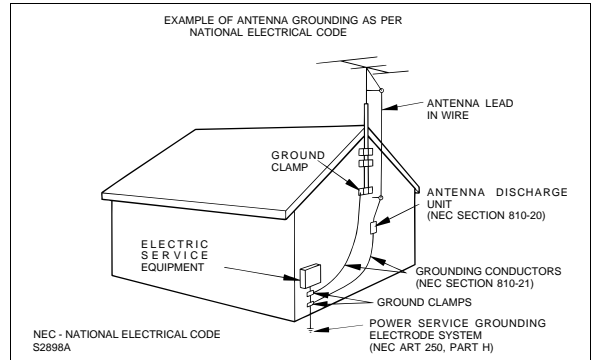 EXAMPLE OF ANTENNA GROUNDING AS PER
NATIONAL ELECTRICAL CODE
ANTENNA LEAD
IN WIRE
GROUND
CLAMP
ANTENNA DISCHARGE
UNIT
(NEC SECTION 810-20)
ELECTRIC
SERVICE
EQUIPMENT
GROUNDING CONDUCTORS
(NEC SECTION 810-21)
GROUND CLAMPS
POWER SERVICE GROUNDING
ELECTRODE SYSTEM
(NEC ART 250, PART H)
NEC - NATIONAL ELECTRICAL CODE
S2898A